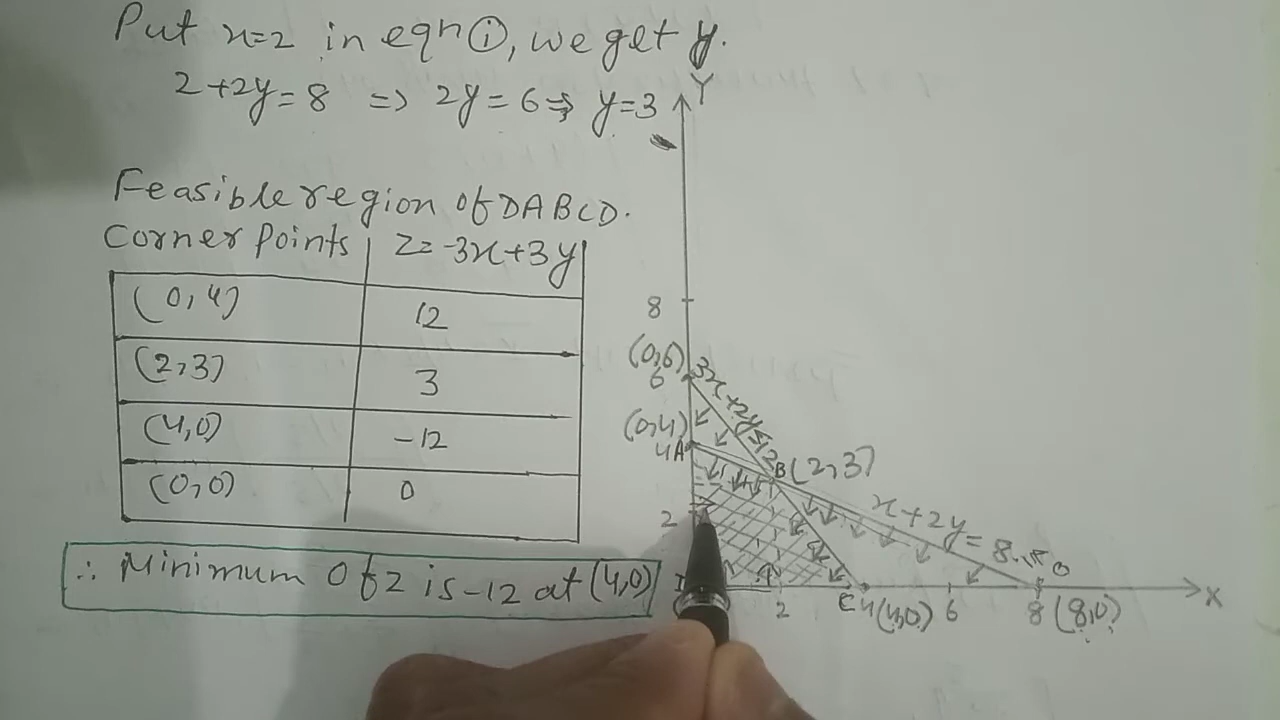 Put x=2 in eqn ①, we get y.
2+2y=8 => 2y=6 => y=3
Feasible region of DABCD.
Corner Points Z=-3x+3y
(0,4) 12
(2,3) 3
(4,0) -12
(0,0) 0
∴ Minimum Of z is -12 at (4,0)
Y
8
(0,6)
6
3x+2y=12
(0,4)
4A
B(2,3)
x+2y=8
2
2
C4(4,0)
6
8(8,0)
X